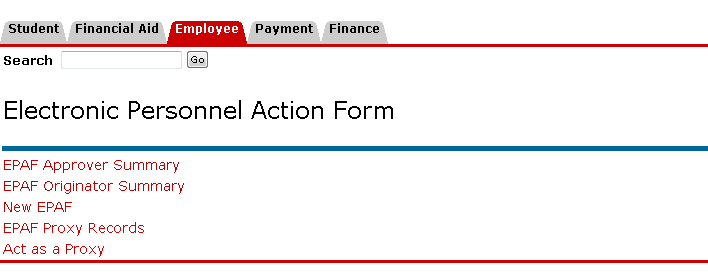 Student Financial Aid Employee Payment Finance
Search Go
Electronic Personnel Action Form
EPAF Approver Summary
EPAF Originator Summary
New EPAF
EPAF Proxy Records
Act as a Proxy